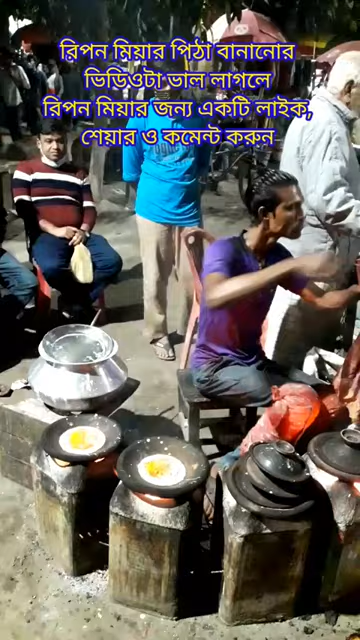 রিপন মিয়ার পিঠা বানানোর
ভিডিওটা ভাল লাগলে
রিপন মিয়ার জন্য একটি লাইক,
শেয়ার ও কমেন্ট করুন